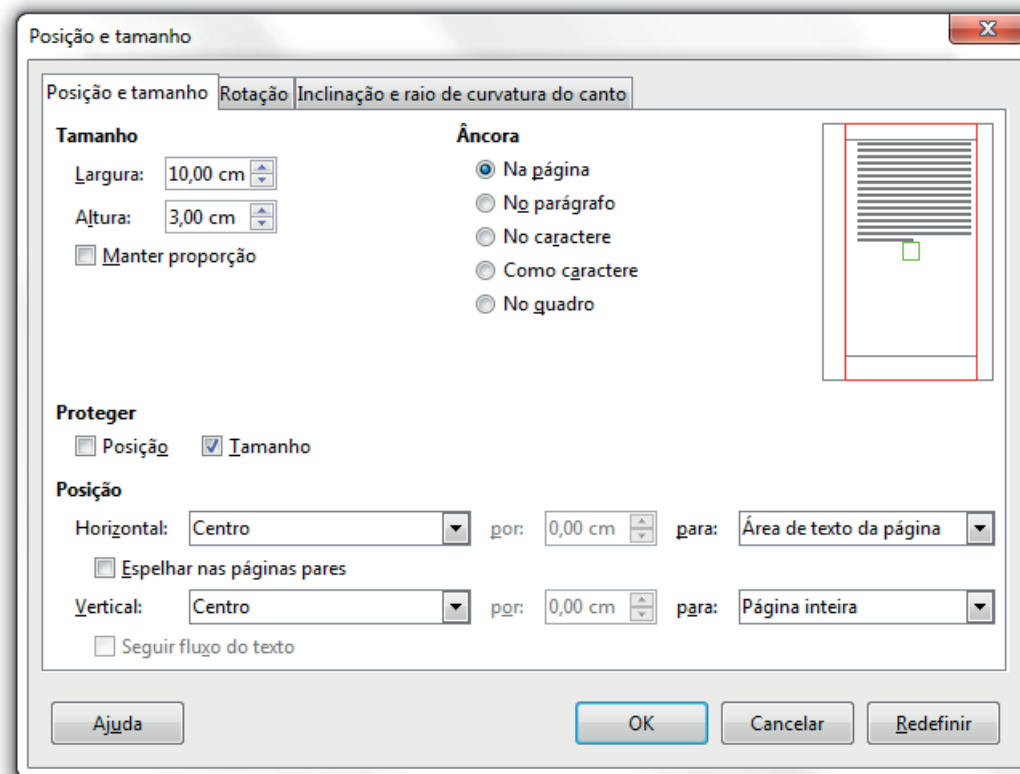 Posição e tamanho
Posição e tamanho Rotação Inclinação e raio de curvatura do canto
Tamanho
Largura: 10,00 cm
Altura: 3,00 cm
Manter proporção
Âncora
Na página
No parágrafo
No caractere
Como caractere
No quadro
Proteger
Posição Tamanho
Posição
Horizontal: Centro por: 0,00 cm para: Área de texto da página
Espelhar nas páginas pares
Vertical: Centro por: 0,00 cm para: Página inteira
Seguir fluxo do texto
Ajuda OK Cancelar Redefinir